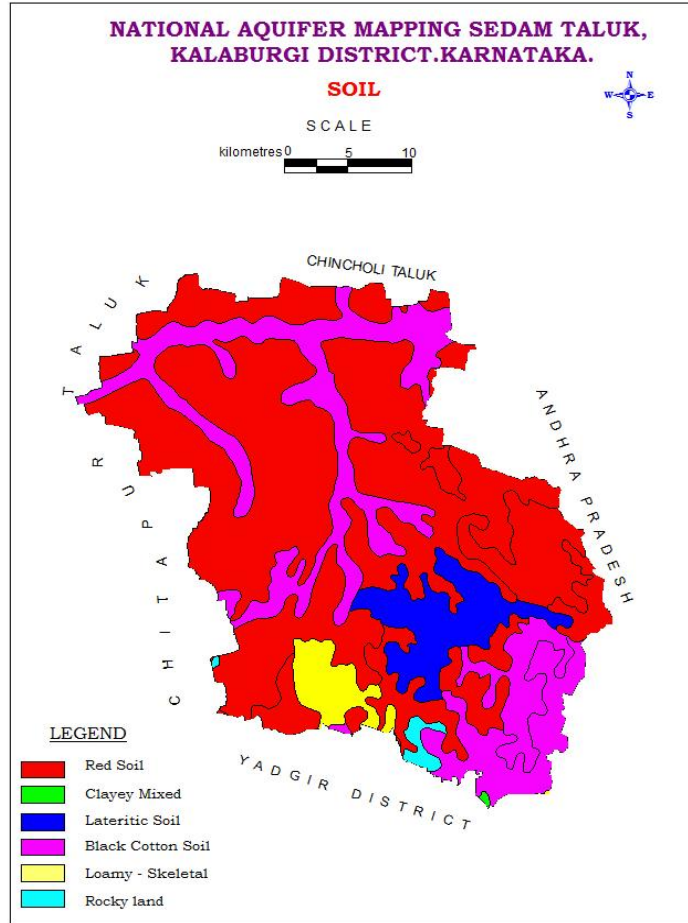 NATIONAL AQUIFER MAPPING SEDAM TALUK,
KALABURGI DISTRICT.KARNATAKA.
SOIL
N
W E
S
SCALE
kilometres 0 5 10
CHINCHOLI TALUK
CHITAPUR TALUK
ANDHRA PRADESH
YADGIR DISTRICT
LEGEND
Red Soil
Clayey Mixed
Lateritic Soil
Black Cotton Soil
Loamy - Skeletal
Rocky land